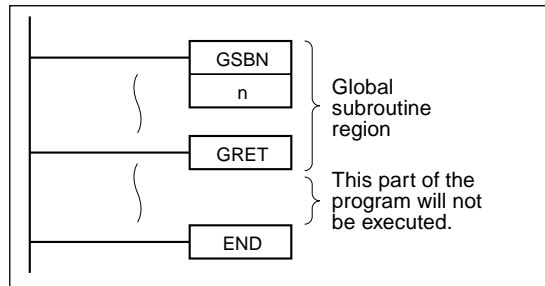 GSBN
n
Global
subroutine
region
GRET
This part of the
program will not
be executed.
END